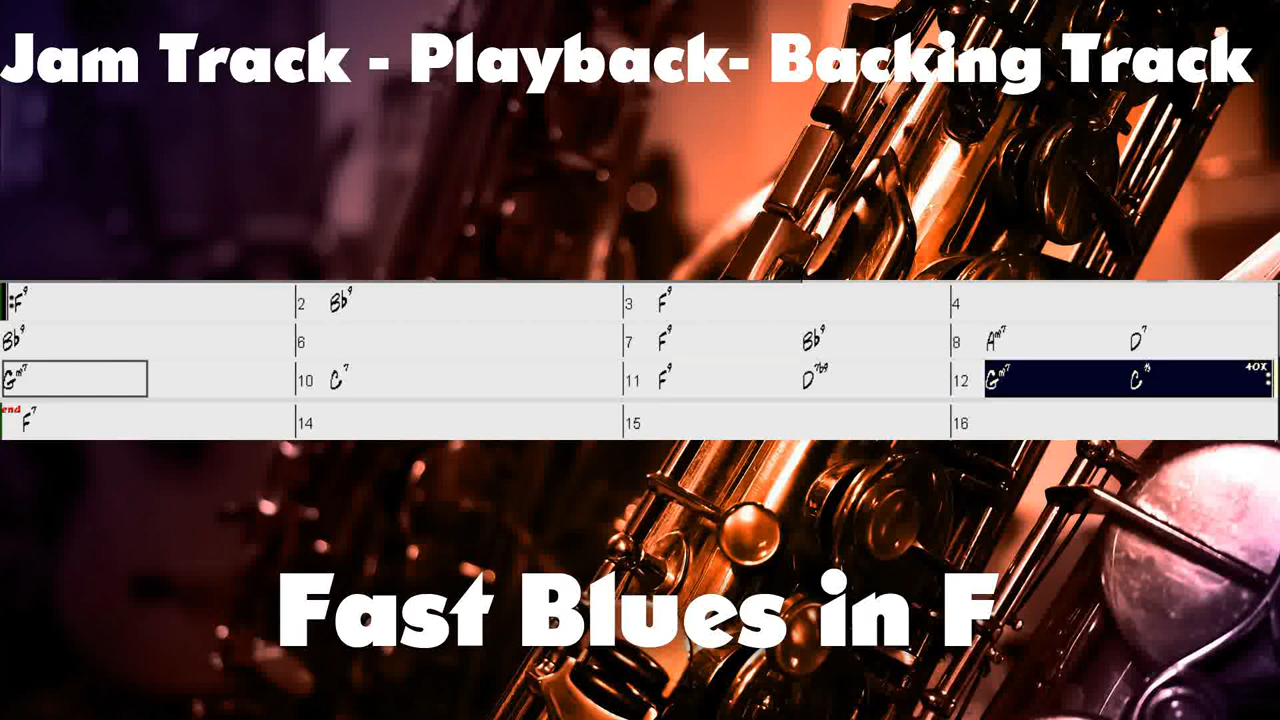 Jam Track - Playback- Backing Track
F9 2 Bb9 3 F9 4
Bb9 6 7 F9 Bb9 8 Am7 D7
Gm7 10 C7 11 F9 D7b9 12 Gm7 C 40X
end F7 14 15 16
Fast Blues in F